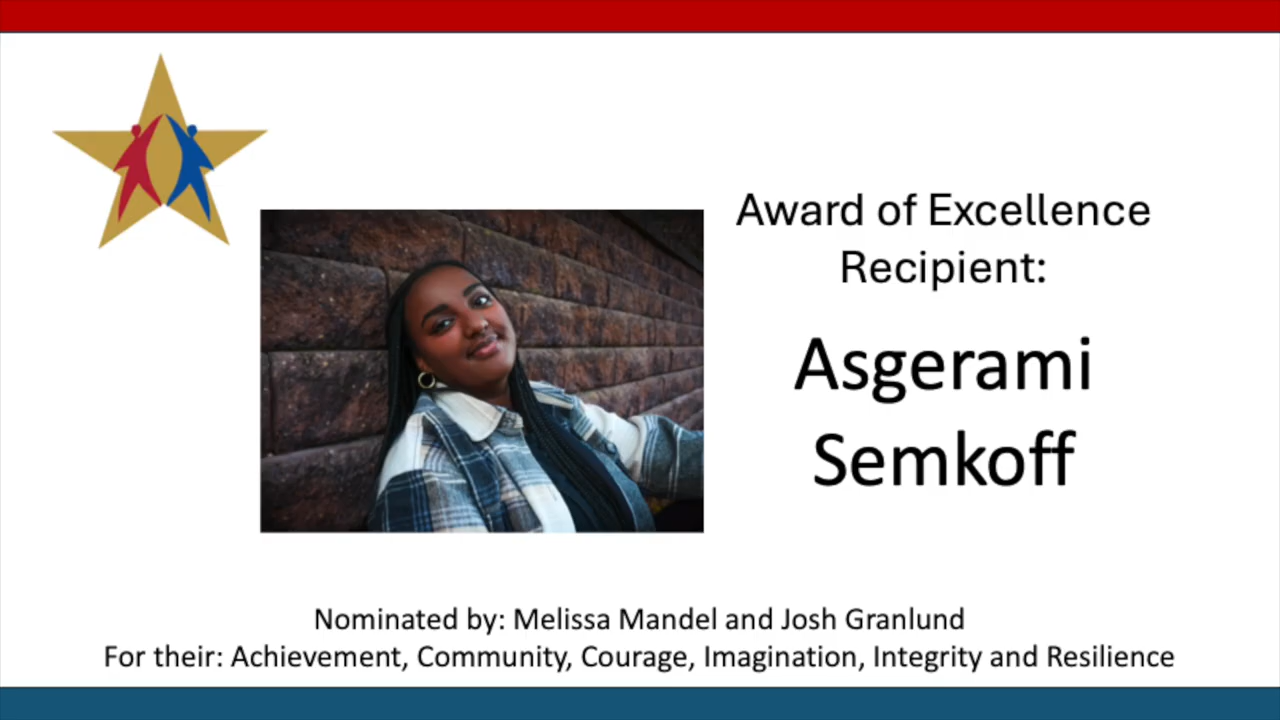 Award of Excellence
Recipient:
Asgerami
Semkoff
Nominated by: Melissa Mandel and Josh Granlund
For their: Achievement, Community, Courage, Imagination, Integrity and Resilience